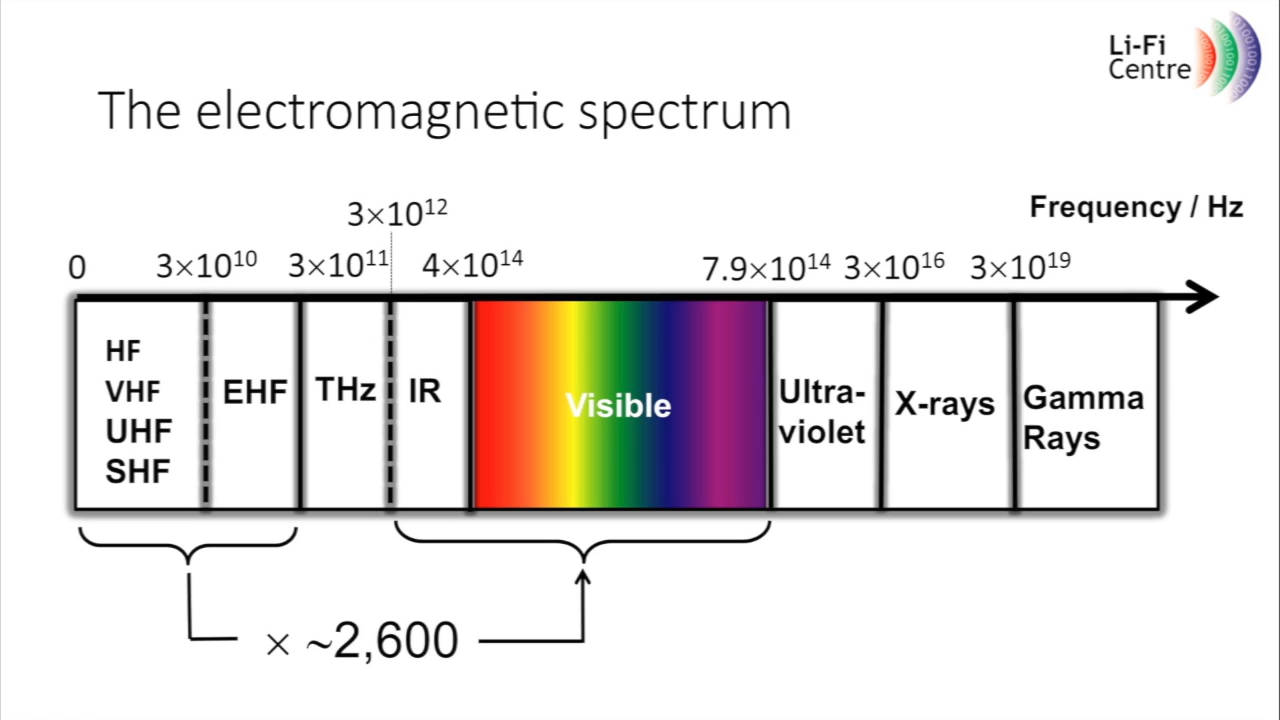 Li-Fi
Centre
The electromagnetic spectrum
Frequency / Hz
3×10¹²
0 3×10¹⁰ 3×10¹¹ 4×10¹⁴ 7.9×10¹⁴ 3×10¹⁶ 3×10¹⁹
HF
VHF
UHF
SHF
EHF
THz
IR
Visible
Ultra-
violet
X-rays
Gamma
Rays
× ~2,600